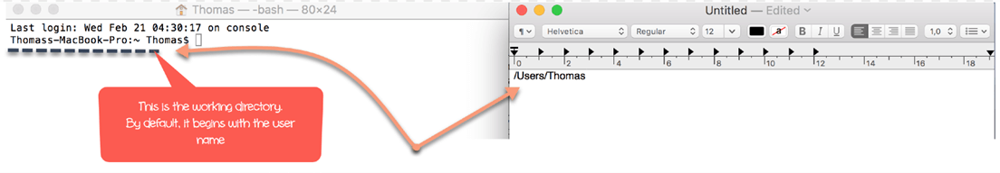 Thomas — -bash — 80×24
Last login: Wed Feb 21 04:30:17 on console
Thomass-MacBook-Pro:~ Thomas$
This is the working directory.
By default, it begins with the user
name
Untitled — Edited
¶ Helvetica Regular 12 a B I U 1,0
0 2 4 6 8 10 12 14 16 18
/Users/Thomas